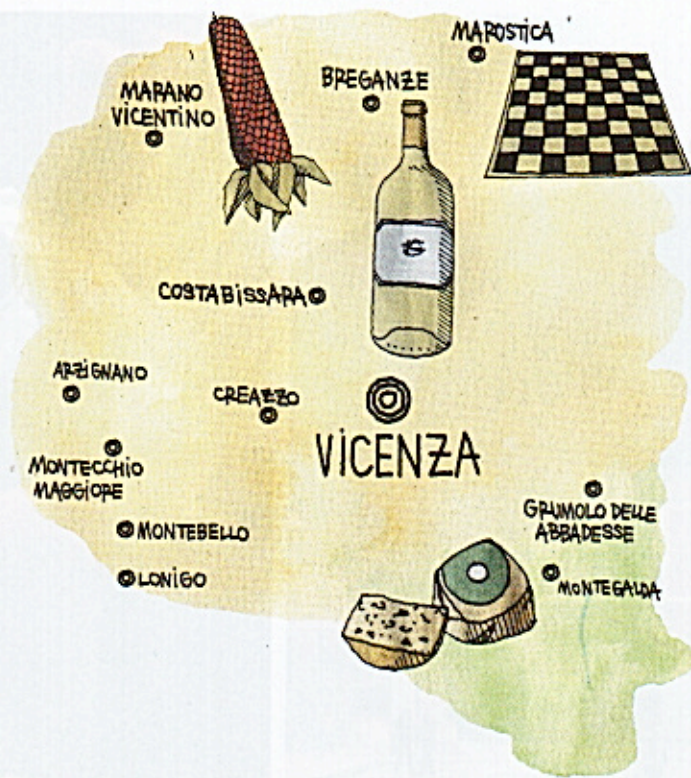 MAROSTICA
BREGANZE
MARANO
VICENTINO
COSTABISSARA
ARZIGNANO
CREAZZO
VICENZA
MONTECCHIO
MAGGIORE
GRUMOLO DELLE
ABBADESSE
MONTEBELLO
LONIGO
MONTEGALDA